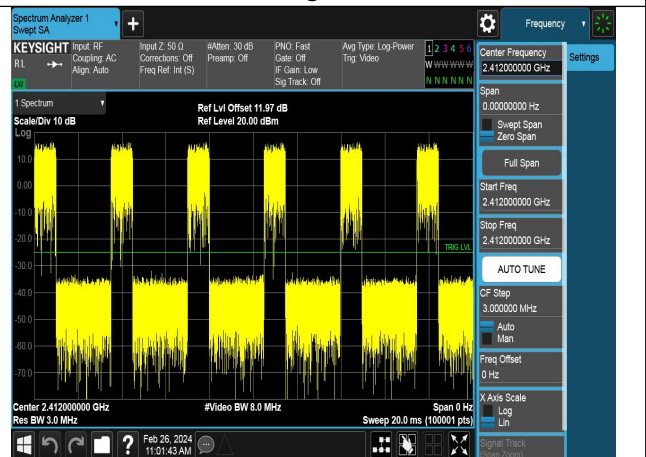 Spectrum Analyzer 1
Swept SA
Frequency
KEYSIGHT
RL
LXI
Input: RF
Coupling: AC
Align: Auto
Input Z: 50 Ω
Corrections: Off
Freq Ref: Int (S)
#Atten: 30 dB
Preamp: Off
PNO: Fast
Gate: Off
IF Gain: Low
Sig Track: Off
Avg Type: Log-Power
Trig: Video
1 2 3 4 5 6
W W W W W W
N N N N N N
1 Spectrum
Scale/Div 10 dB
Log
Ref Lvl Offset 11.97 dB
Ref Level 20.00 dBm
10.0
0.00
-10.0
-20.0
-30.0
-40.0
-50.0
-60.0
-70.0
TRIG LVL
Center 2.412000000 GHz
Res BW 3.0 MHz
#Video BW 8.0 MHz
Span 0 Hz
Sweep 20.0 ms (100001 pts)
Feb 26, 2024
11:01:43 AM
Settings
Center Frequency
2.412000000 GHz
Span
0.00000000 Hz
Swept Span
Zero Span
Full Span
Start Freq
2.412000000 GHz
Stop Freq
2.412000000 GHz
AUTO TUNE
CF Step
3.000000 MHz
Auto
Man
Freq Offset
0 Hz
X Axis Scale
Log
Lin
Signal Track
(Span Zoom)